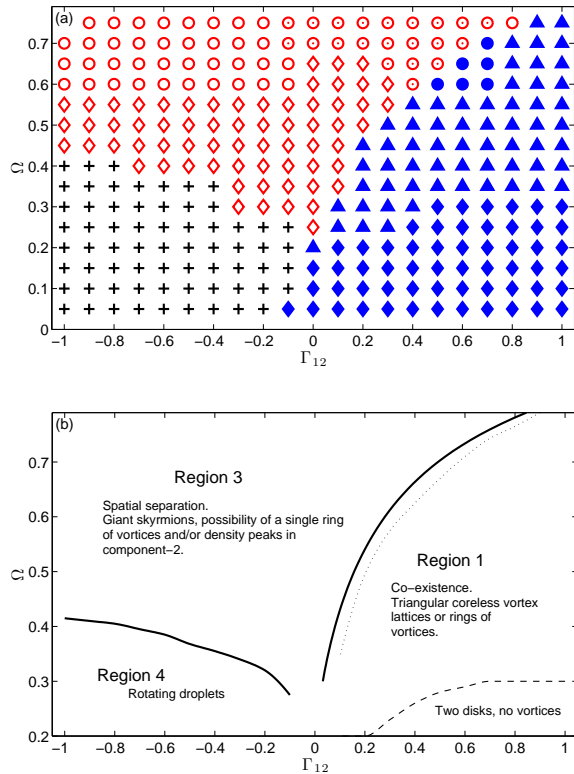 (a)
0.7
0.6
0.5
0.4
0.3
0.2
0.1
0
Ω
−1 −0.8 −0.6 −0.4 −0.2 0 0.2 0.4 0.6 0.8 1
Γ12
(b)
0.7
0.5
0.3
0.2
Ω
Region 3
Spatial separation.
Giant skyrmions, possibility of a single ring
of vortices and/or density peaks in
component-2.
Region 1
Co−existence.
Triangular coreless vortex
lattices or rings of
vortices.
Region 4
Rotating droplets
Two disks, no vortices
−1 −0.8 −0.6 −0.4 −0.2 0 0.2 0.4 0.6 0.8 1
Γ12